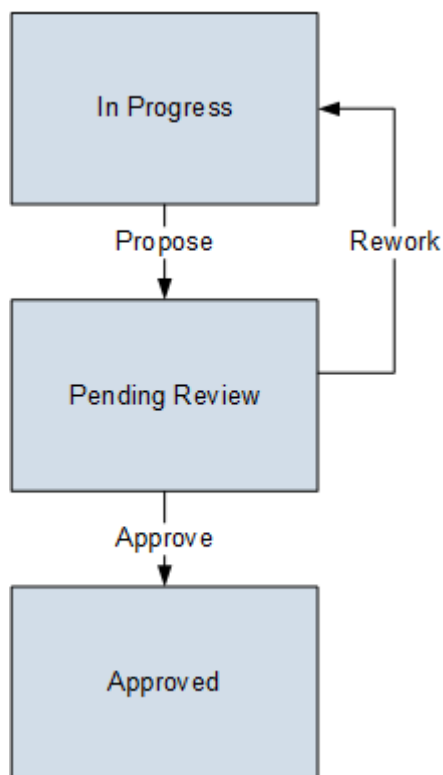 In Progress
Propose
Rework
Pending Review
Approve
Approved